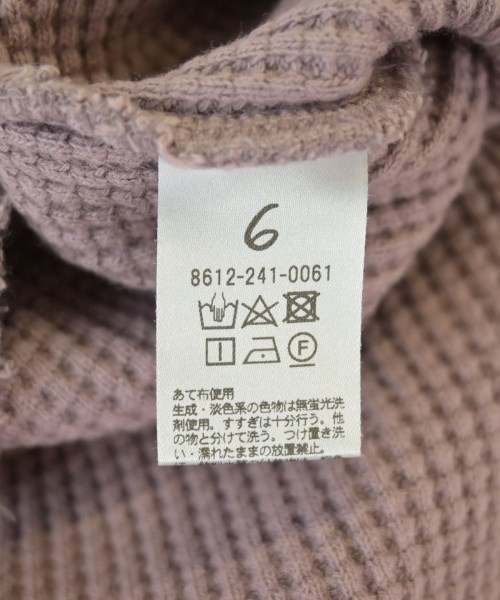 6
8612-241-0061
F
あて布使用
生成・淡色系の色物は無蛍光洗
剤使用。すすぎは十分行う。他
の物と分けて洗う。つけ置き洗
い・濡れたままの放置禁止。